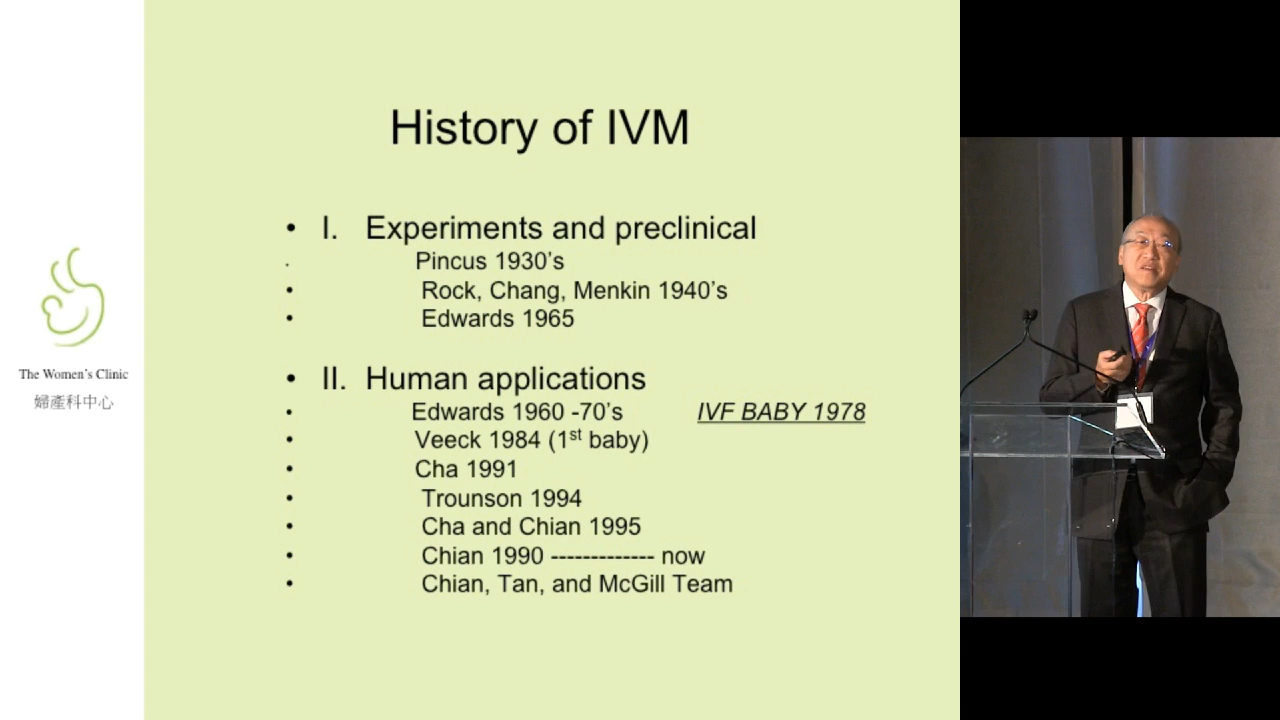 History of IVM
• I. Experiments and preclinical
• Pincus 1930's
• Rock, Chang, Menkin 1940's
• Edwards 1965
• II. Human applications
• Edwards 1960 -70's IVF BABY 1978
• Veeck 1984 (1st baby)
• Cha 1991
• Trounson 1994
• Cha and Chian 1995
• Chian 1990 ------------- now
• Chian, Tan, and McGill Team
The Women's Clinic
婦產科中心